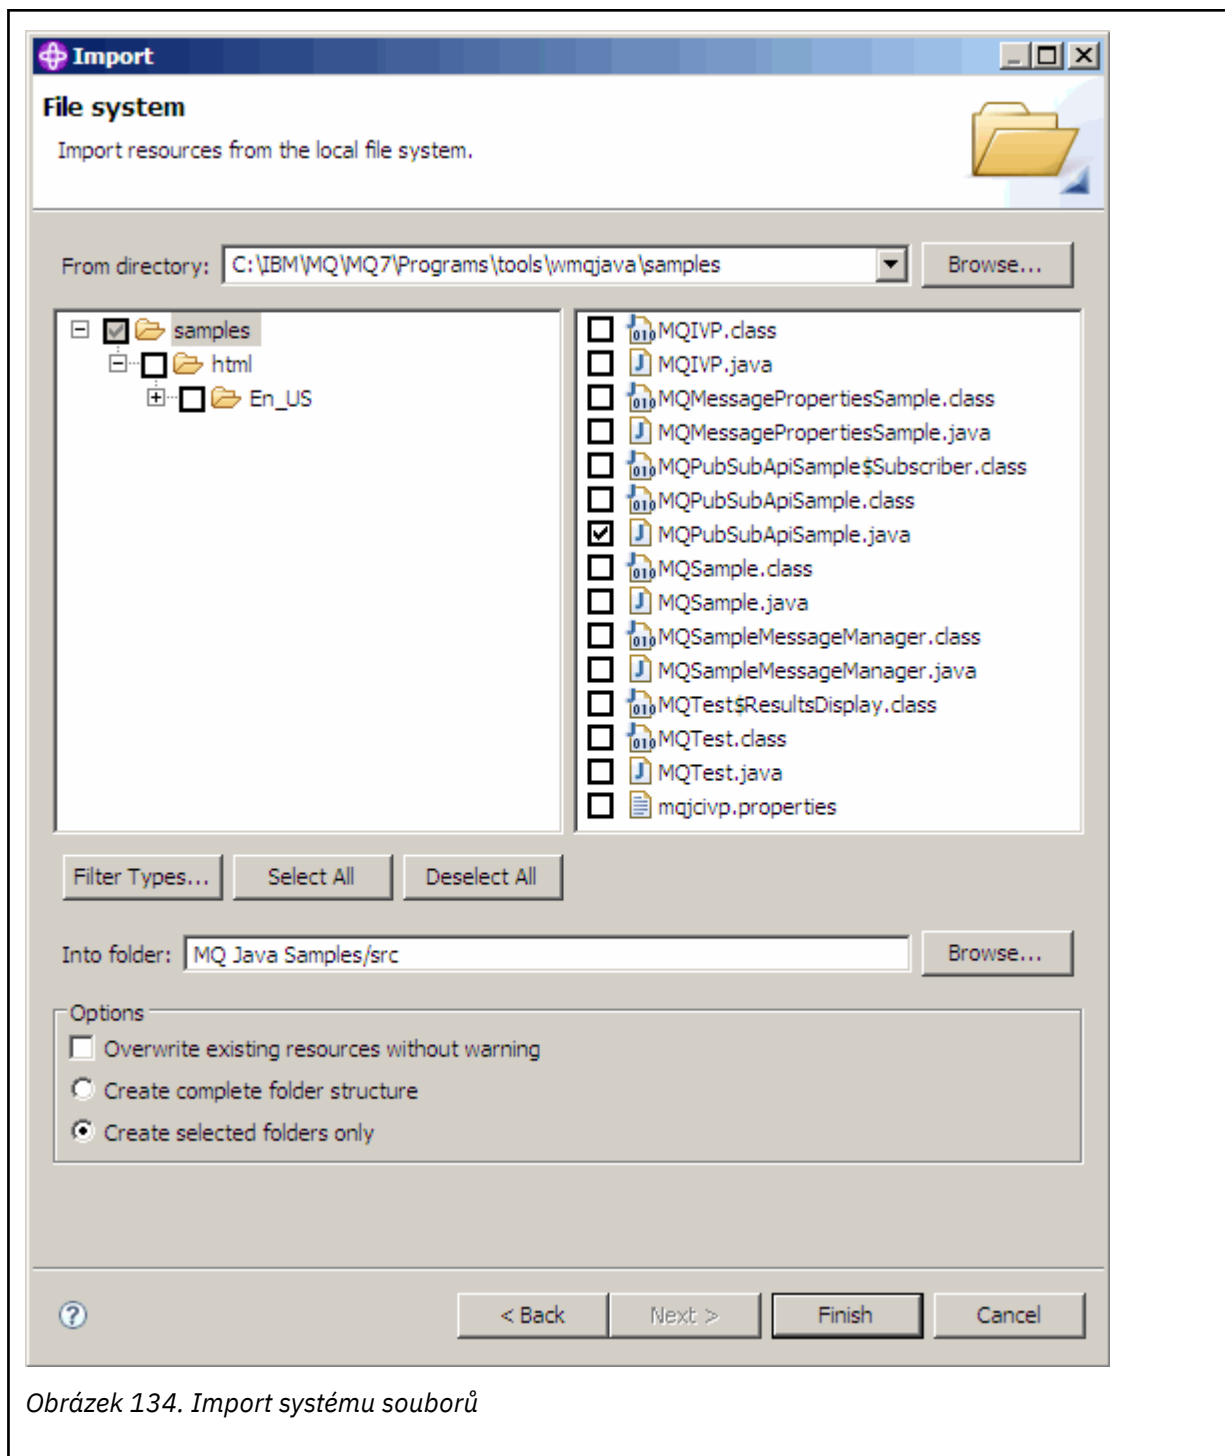 Import
File system
Import resources from the local file system.
From directory: C:\IBM\MQ\MQ7\Programs\tools\wmqjava\samples Browse...
samples
html
En_US
MQIVP.class
MQIVP.java
MQMessagePropertiesSample.class
MQMessagePropertiesSample.java
MQPubSubApiSample$Subscriber.class
MQPubSubApiSample.class
MQPubSubApiSample.java
MQSample.class
MQSample.java
MQSampleMessageManager.class
MQSampleMessageManager.java
MQTest$ResultsDisplay.class
MQTest.class
MQTest.java
mqjcivp.properties
Filter Types... Select All Deselect All
Into folder: MQ Java Samples/src Browse...
Options
Overwrite existing resources without warning
Create complete folder structure
Create selected folders only
? < Back Next > Finish Cancel
Obrázek 134. Import systému souborů